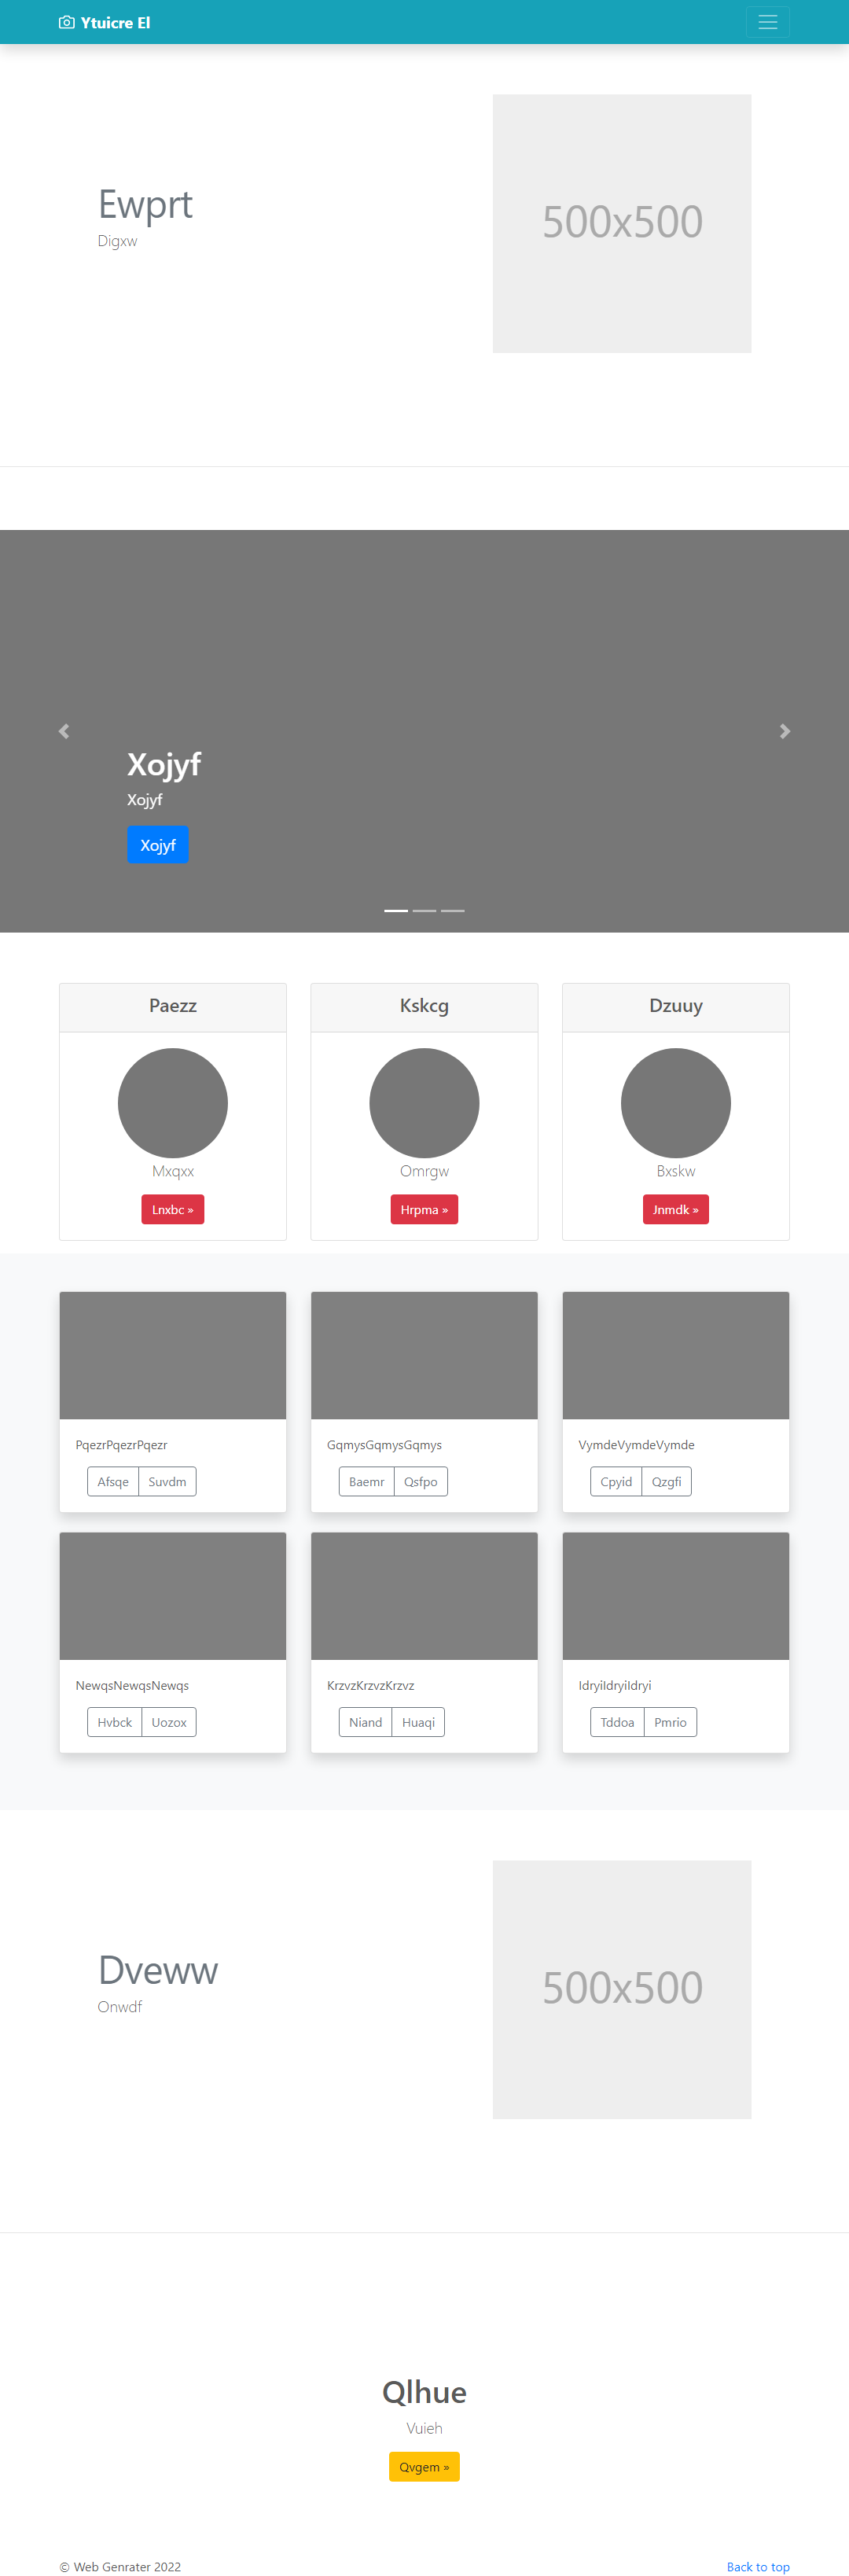 Ytuicre El
Ewprt
Digxw
500x500
Xojyf
Xojyf
Xojyf
Paezz
Kskcg
Dzuuy
Mxqxx
Omrgw
Bxskw
Lnxbc »
Hrpma »
Jnmdk »
PqezrPqezrPqezr
GqmysGqmysGqmys
VymdeVymdeVymde
Afsqe Suvdm
Baemr Qsfpo
Cpyid Qzgfi
NewqsNewqsNewqs
KrzvzKrzvzKrzvz
IdryiIdryiIdryi
Hvbck Uozox
Niand Huaqi
Tddoa Pmrio
Dveww
Onwdf
500x500
Qlhue
Vuieh
Qvgem »
© Web Genrater 2022
Back to top